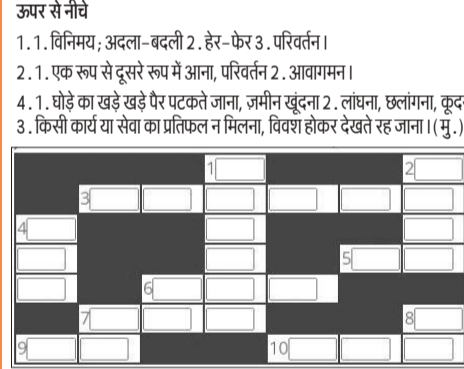 ऊपर से नीचे
1.1. विनिमय; अदला-बदली 2. हेर-फेर 3. परिवर्तन।
2.1. एक रूप से दूसरे रूप में आना, परिवर्तन 2. आवागमन।
4.1. घोड़े का खड़े खड़े पैर पटकते जाना, ज़मीन खूंदना 2. लांघना, छलांगना,
3. किसी कार्य या सेवा का प्रतिफल न मिलना, विवश होकर देखते रह जाना। (मु.)
1 2
3
4
5
6
7 8
9 10